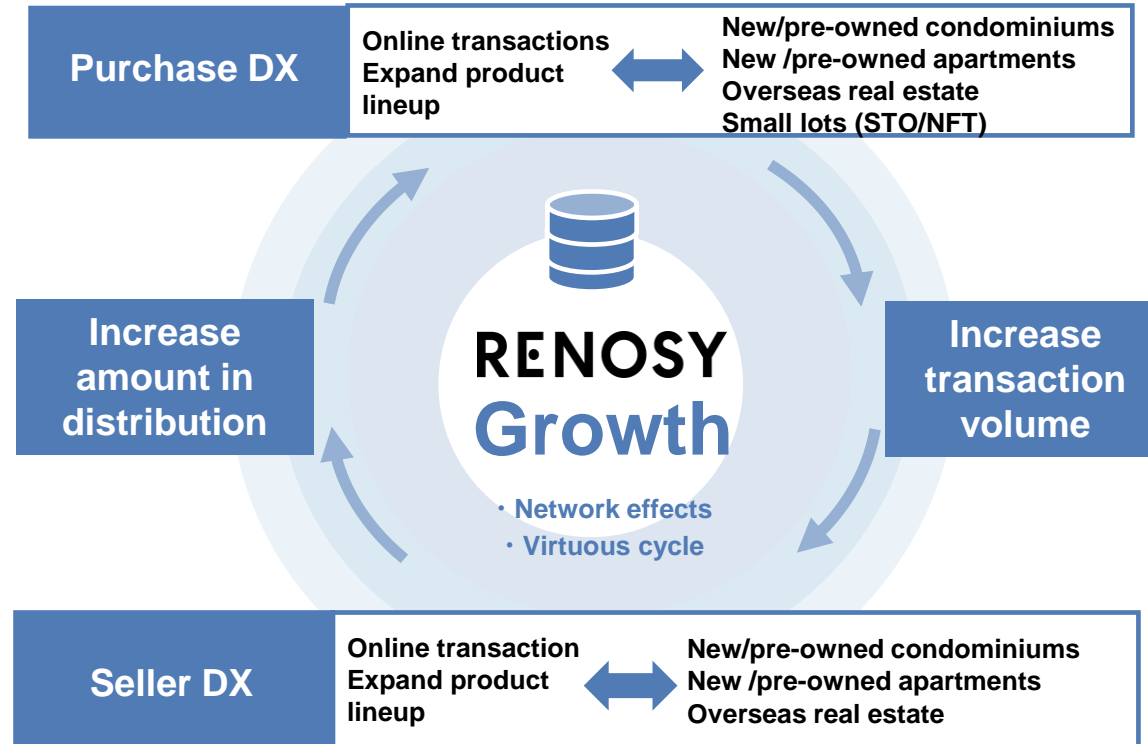 Purchase DX
Online transactions
Expand product
lineup
New/pre-owned condominiums
New /pre-owned apartments
Overseas real estate
Small lots (STO/NFT)
Increase
amount in
distribution
RENOSY
Growth
・Network effects
・Virtuous cycle
Increase
transaction
volume
Seller DX
Online transaction
Expand product
lineup
New/pre-owned condominiums
New /pre-owned apartments
Overseas real estate